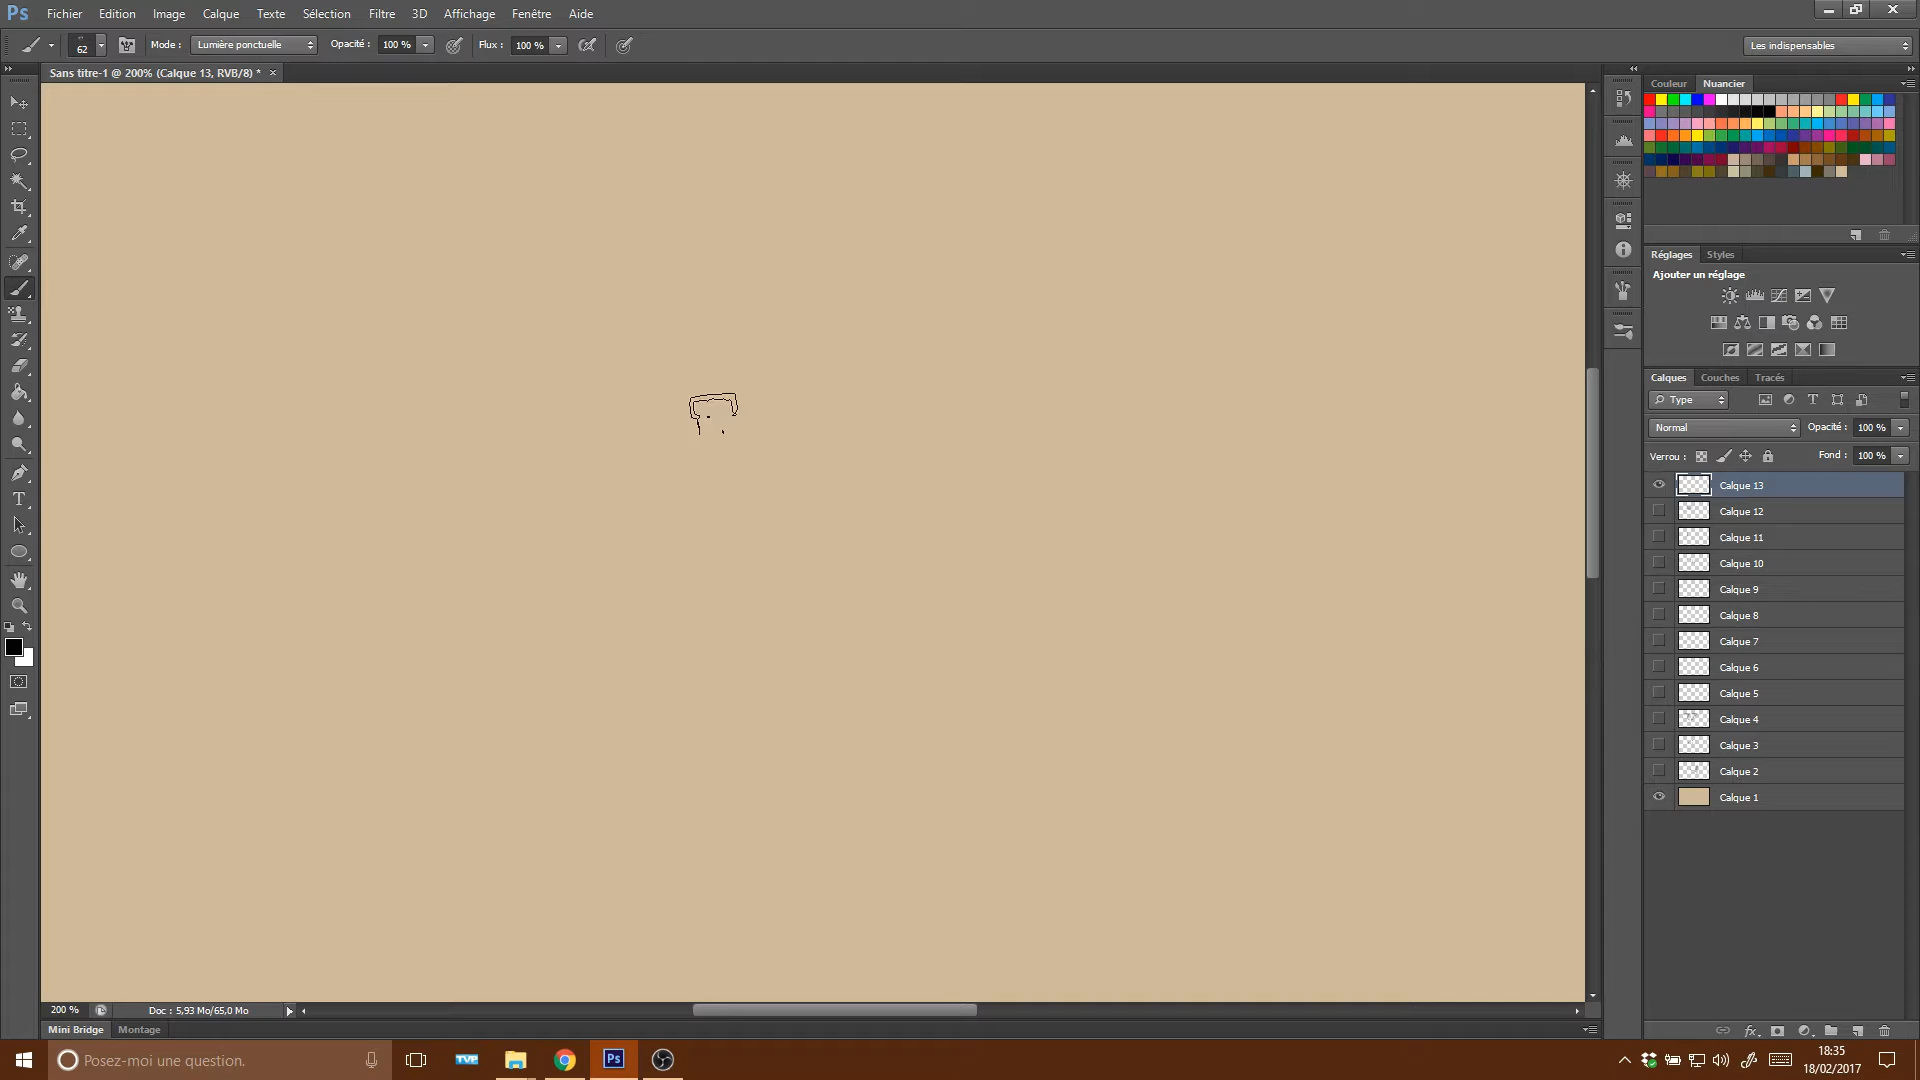 Ps Fichier Edition Image Calque Texte Sélection Filtre 3D Affichage Fenêtre Aide
62 Mode : Lumière ponctuelle Opacité : 100 % Flux : 100 % Les indispensables
Sans titre-1 @ 200% (Calque 13, RVB/8) *
Couleur Nuancier
Réglages Styles
Ajouter un réglage
Calques Couches Tracés
Type
Normal Opacité : 100 %
Verrou : Fond : 100 %
Calque 13
Calque 12
Calque 11
Calque 10
Calque 9
Calque 8
Calque 7
Calque 6
Calque 5
Calque 4
Calque 3
Calque 2
Calque 1
200 % Doc : 5,93 Mo/65,0 Mo
Mini Bridge Montage
Posez-moi une question. TVP Ps 18:35
18/02/2017